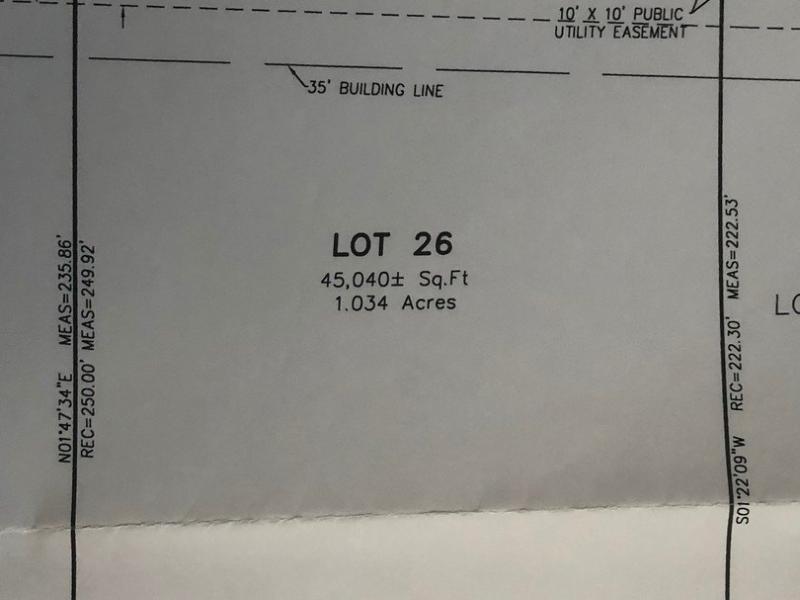 10' X 10' PUBLIC
UTILITY EASEMENT
35' BUILDING LINE
LOT 26
45,040± Sq.Ft
1.034 Acres
N01°47'34"E MEAS=235.86'
REC=250.00' MEAS=249.92'
S01°22'09"W REC=222.30' MEAS=222.53'
LO